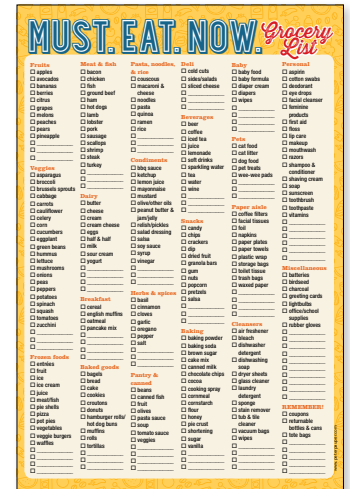 MUST. EAT. NOW.
Grocery
List
Fruits
apples
avocados
bananas
berries
citrus
grapes
melons
peaches
pears
pineapple
Veggies
asparagus
broccoli
brussels sprouts
cabbage
carrots
cauliflower
celery
corn
cucumbers
eggplant
green beans
hummus
lettuce
mushrooms
onions
peas
peppers
potatoes
spinach
squash
tomatoes
zucchini
Frozen foods
entrées
fruit
ice
ice cream
juice
meat/fish
pie shells
pizza
pot pies
vegetables
veggie burgers
waffles
Meat & fish
bacon
chicken
fish
ground beef
ham
hot dogs
lamb
lobster
pork
sausage
scallops
shrimp
steak
turkey
Dairy
butter
cheese
cream
cream cheese
eggs
half & half
milk
sour cream
yogurt
Breakfast
cereal
english muffins
oatmeal
pancake mix
Baked goods
bagels
bread
cake
cookies
croutons
donuts
hamburger rolls/
hot dog buns
muffins
rolls
tortillas
Pasta, noodles,
& rice
couscous
macaroni &
cheese
noodles
pasta
quinoa
ramen
rice
Condiments
bbq sauce
ketchup
lemon juice
mayonnaise
mustard
olive/other oils
peanut butter &
jam/jelly
relish/pickles
salad dressing
salsa
soy sauce
syrup
vinegar
Herbs & spices
basil
cinnamon
cloves
garlic
oregano
pepper
salt
Pantry &
canned
beans
canned fish
fruit
olives
pasta sauce
soup
tomato sauce
veggies
Deli
cold cuts
sides/salads
sliced cheese
Beverages
beer
coffee
iced tea
juice
lemonade
soft drinks
sparkling water
tea
water
wine
Snacks
candy
chips
crackers
dip
dried fruit
granola bars
gum
nuts
popcorn
pretzels
salsa
Baking
baking powder
baking soda
brown sugar
cake mix
canned milk
chocolate chips
cocoa
cooking spray
cornmeal
cornstarch
flour
honey
pie crust
shortening
sugar
vanilla
Baby
baby food
baby formula
diaper cream
diapers
wipes
Pets
cat food
cat litter
dog food
pet treats
wee-wee pads
Paper aisle
coffee filters
facial tissues
foil
napkins
paper plates
paper towels
plastic wrap
storage bags
toilet tissue
trash bags
waxed paper
Cleansers
air freshener
bleach
dishwasher
detergent
dishwashing
soap
dryer sheets
glass cleaner
laundry
detergent
sponge
stain remover
tub & tile
cleaner
vacuum bags
wipes
Personal
aspirin
cotton swabs
deodorant
eye drops
facial cleanser
feminine
products
first aid
floss
lip care
makeup
mouthwash
razors
shampoo &
conditioner
shaving cream
soap
sunscreen
toothbrush
toothpaste
vitamins
Miscellaneous
batteries
birdseed
charcoal
greeting cards
lightbulbs
office/school
supplies
rubber gloves
REMEMBER!
coupons
returnable
bottles & cans
tote bags